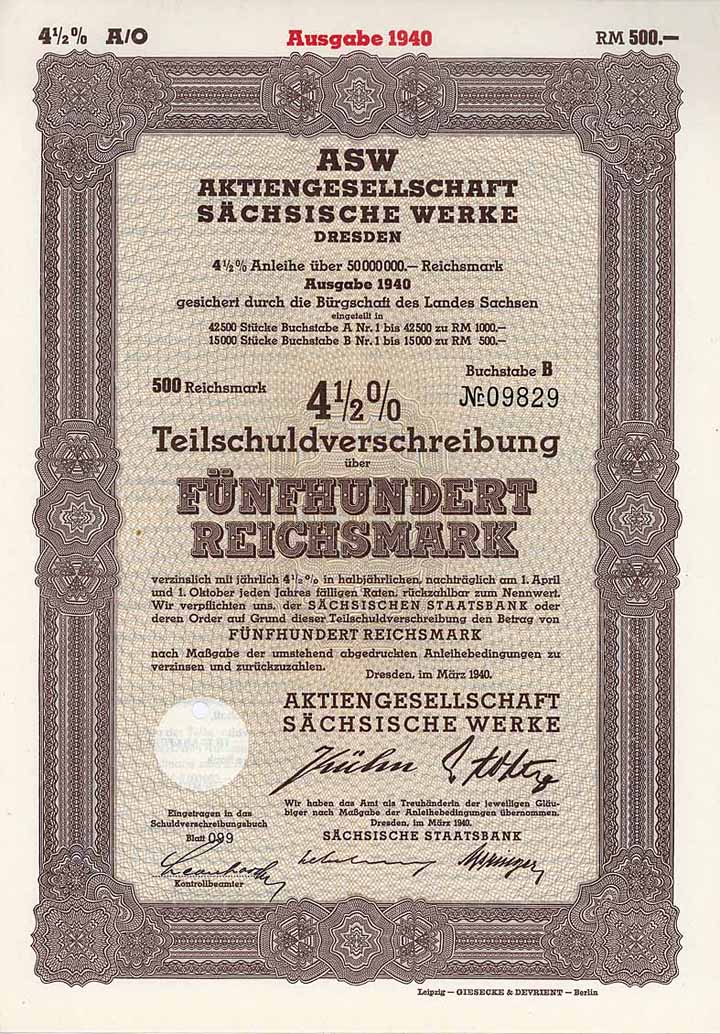 4½% A/O Ausgabe 1940 RM 500.—
ASW
AKTIENGESELLSCHAFT
SÄCHSISCHE WERKE
DRESDEN
4½% Anleihe über 50000000.— Reichsmark
Ausgabe 1940
gesichert durch die Bürgschaft des Landes Sachsen
eingeteilt in
42500 Stücke Buchstabe A Nr. 1 bis 42500 zu RM 1000.—
15000 Stücke Buchstabe B Nr. 1 bis 15000 zu RM 500.—
Buchstabe B
500 Reichsmark 4½% №09829
Teilschuldverschreibung
über
FÜNFHUNDERT
REICHSMARK
verzinslich mit jährlich 4½% in halbjährlichen, nachträglich am 1. April
und 1. Oktober jeden Jahres fälligen Raten, rückzahlbar zum Nennwert.
Wir verpflichten uns, der SÄCHSISCHEN STAATSBANK oder
deren Order auf Grund dieser Teilschuldverschreibung den Betrag von
FÜNFHUNDERT REICHSMARK
nach Maßgabe der umstehend abgedruckten Anleihebedingungen zu
verzinsen und zurückzuzahlen.
Dresden, im März 1940.
AKTIENGESELLSCHAFT
SÄCHSISCHE WERKE
Kühn
Wir haben das Amt als Treuhänderin der jeweiligen Gläu-
biger nach Maßgabe der Anleihebedingungen übernommen.
Dresden, im März 1940.
SÄCHSISCHE STAATSBANK
Eingetragen in das
Schuldverschreibungsbuch
Blatt 099
Kontrollbeamter
Leipzig — GIESECKE & DEVRIENT — Berlin